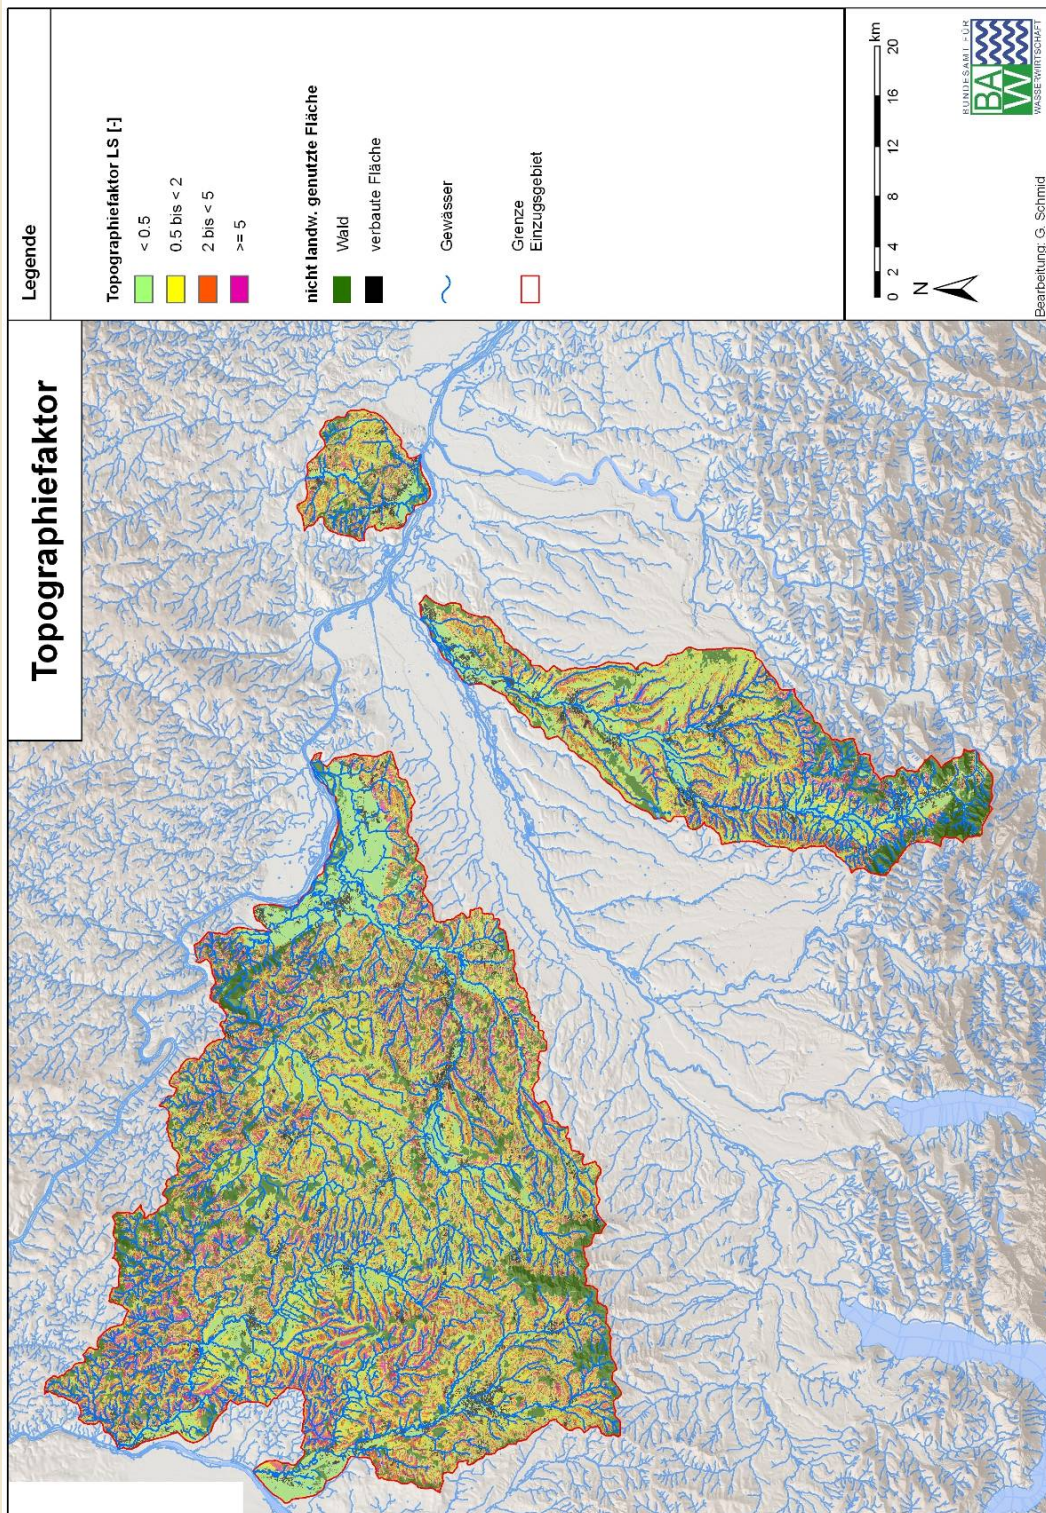 Topographiefaktor
Legende
Topographiefaktor LS [-]
< 0.5
0.5 bis < 2
2 bis < 5
>= 5
nicht landw. genutzte Fläche
Wald
verbaute Fläche
Gewässer
Grenze
Einzugsgebiet
0 2 4 8 12 16 20
km
N
Bearbeitung: G. Schmid
BUNDESAMT FÜR
BAW
WASSERWIRTSCHAFT